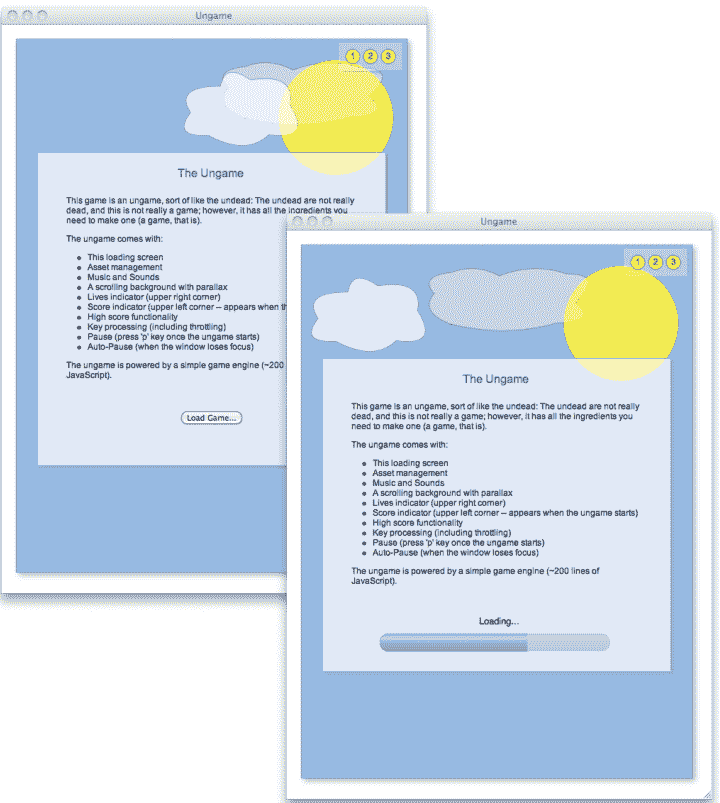 Ungame
1 2 3
The Ungame
This game is an ungame, sort of like the undead: The undead are not really
dead, and this is not really a game; however, it has all the ingredients you
need to make one (a game, that is).
The ungame comes with:
This loading screen
Asset management
Music and Sounds
A scrolling background with parallax
Lives indicator (upper right corner)
Score indicator (upper left corner -- appears when th
High score functionality
Key processing (including throttling)
Pause (press 'p' key once the ungame starts)
Auto-Pause (when the window loses focus)
The ungame is powered by a simple game engine (~200
JavaScript).
Load Game...
Ungame
1 2 3
The Ungame
This game is an ungame, sort of like the undead: The undead are not really
dead, and this is not really a game; however, it has all the ingredients you
need to make one (a game, that is).
The ungame comes with:
This loading screen
Asset management
Music and Sounds
A scrolling background with parallax
Lives indicator (upper right corner)
Score indicator (upper left corner -- appears when the ungame starts)
High score functionality
Key processing (including throttling)
Pause (press 'p' key once the ungame starts)
Auto-Pause (when the window loses focus)
The ungame is powered by a simple game engine (~200 lines of
JavaScript).
Loading...